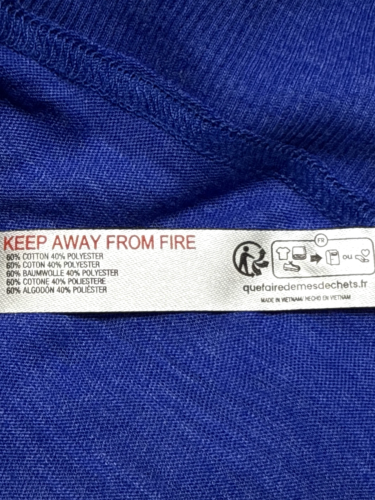 KEEP AWAY FROM FIRE
60% COTTON 40% POLYESTER
60% COTON 40% POLYESTER
60% BAUMWOLLE 40% POLYESTER
60% COTONE 40% POLIESTERE
60% ALGODÓN 40% POLIÉSTER
FR
OU
quefairedemesdechets.fr
MADE IN VIETNAM/ HECHO EN VIETNAM